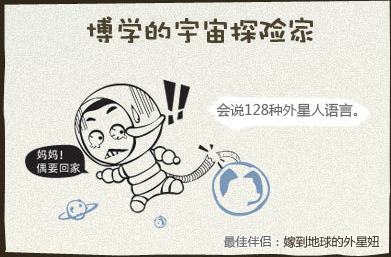 博学的宇宙探险家
!!
会说128种外星人语言。
妈妈！
偶要回家
最佳伴侣：嫁到地球的外星妞